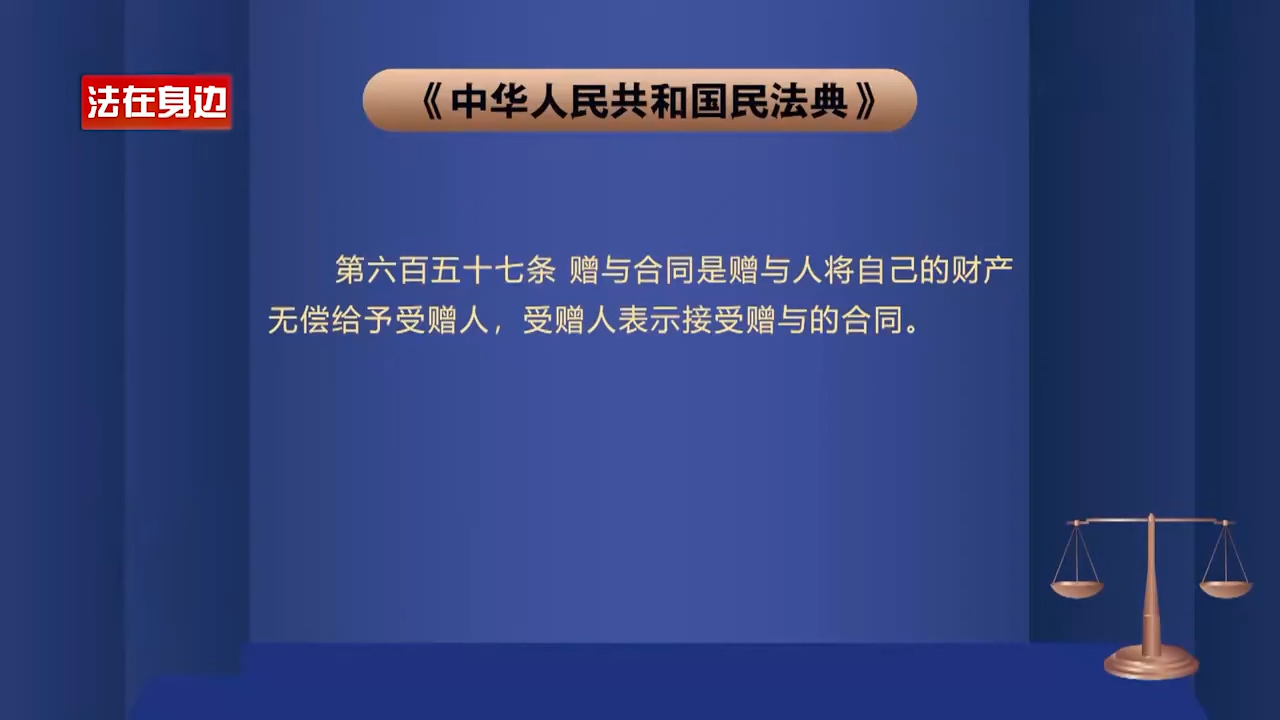 法在身边
《中华人民共和国民法典》
第六百五十七条 赠与合同是赠与人将自己的财产
无偿给予受赠人，受赠人表示接受赠与的合同。